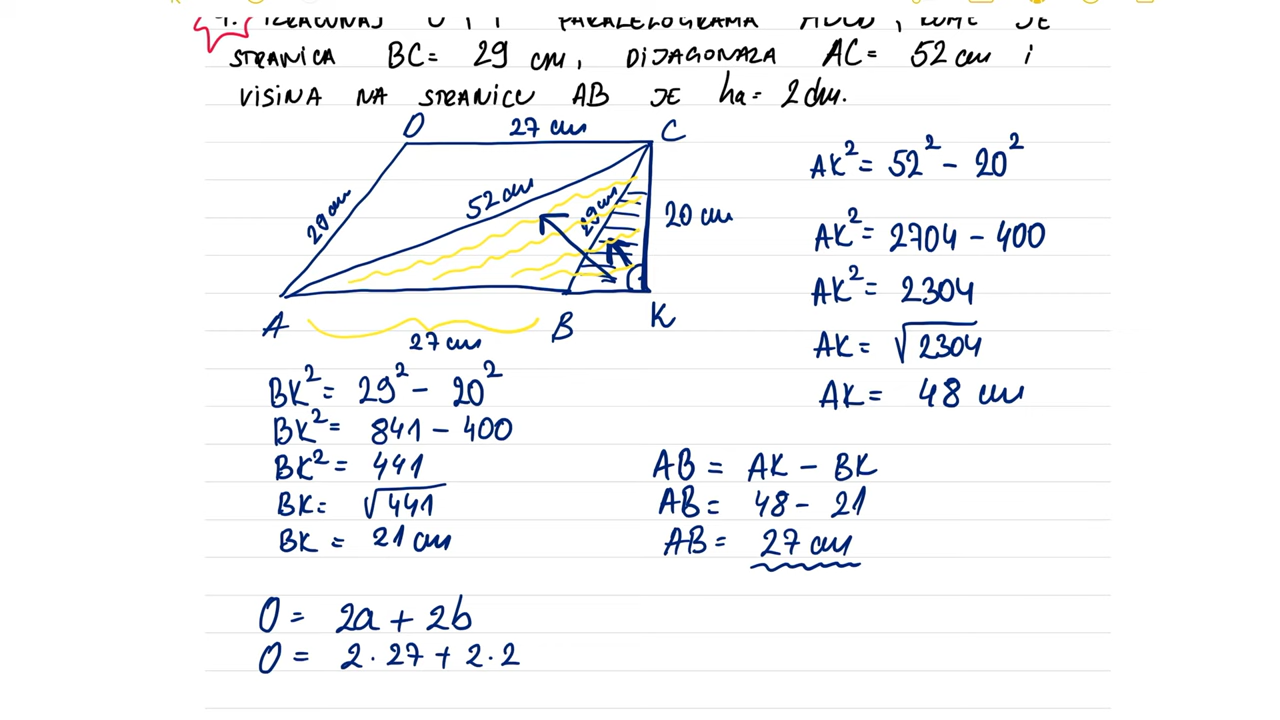 STRANICA BC = 29 cm, DIJAGONALA AC = 52 cm i
VISINA NA STRANICU AB JE ha = 2 dm.
D 27 cm C
29 cm 52 cm 29 cm 20 cm
A B K
27 cm
BK² = 29² - 20²
BK² = 841 - 400
BK² = 441
BK = √441
BK = 21 cm
AK² = 52² - 20²
AK² = 2704 - 400
AK² = 2304
AK = √2304
AK = 48 cm
AB = AK - BK
AB = 48 - 21
AB = 27 cm
O = 2a + 2b
O = 2 · 27 + 2 · 2